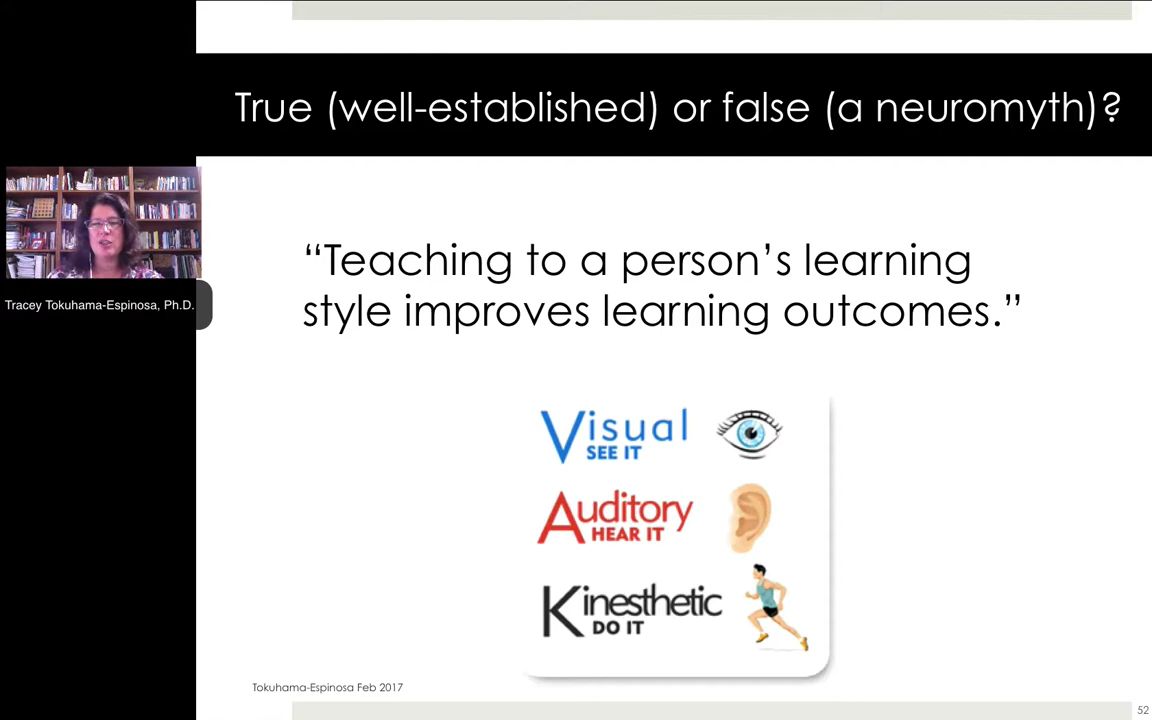 True (well-established) or false (a neuromyth)?
Tracey Tokuhama-Espinosa, Ph.D.
“Teaching to a person’s learning
style improves learning outcomes.”
Visual
SEE IT
Auditory
HEAR IT
Kinesthetic
DO IT
Tokuhama-Espinosa Feb 2017
52